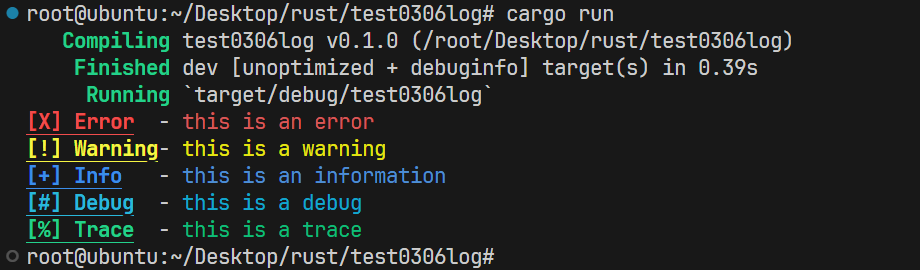 root@ubuntu:~/Desktop/rust/test0306log# cargo run
   Compiling test0306log v0.1.0 (/root/Desktop/rust/test0306log)
    Finished dev [unoptimized + debuginfo] target(s) in 0.39s
     Running `target/debug/test0306log`
[X] Error  - this is an error
[!] Warning- this is a warning
[+] Info   - this is an information
[#] Debug  - this is a debug
[%] Trace  - this is a trace
root@ubuntu:~/Desktop/rust/test0306log#